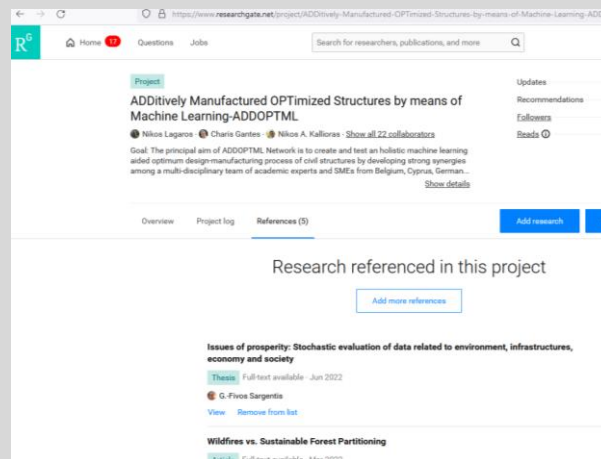 https://www.researchgate.net/project/ADDitively-Manufactured-OPTimized-Structures-by-means-of-Machine-Learning-ADD
RG Home 17 Questions Jobs Search for researchers, publications, and more
Project
ADDitively Manufactured OPTimized Structures by means of
Machine Learning-ADDOPTML
Nikos Lagaros · Charis Gantes · Nikos A. Kallioras · Show all 22 collaborators
Goal: The principal aim of ADDOPTML Network is to create and test an holistic machine learning
aided optimum design-manufacturing process of civil structures by developing strong synergies
among a multi-disciplinary team of academic experts and SMEs from Belgium, Cyprus, German...
Show details
Updates
Recommendations
Followers
Reads
Overview Project log References (5) Add research
Research referenced in this project
Add more references
Issues of prosperity: Stochastic evaluation of data related to environment, infrastructures,
economy and society
Thesis Full-text available · Jun 2022
G.-Fivos Sargentis
View Remove from list
Wildfires vs. Sustainable Forest Partitioning
Article Full-text available · Mar 2022